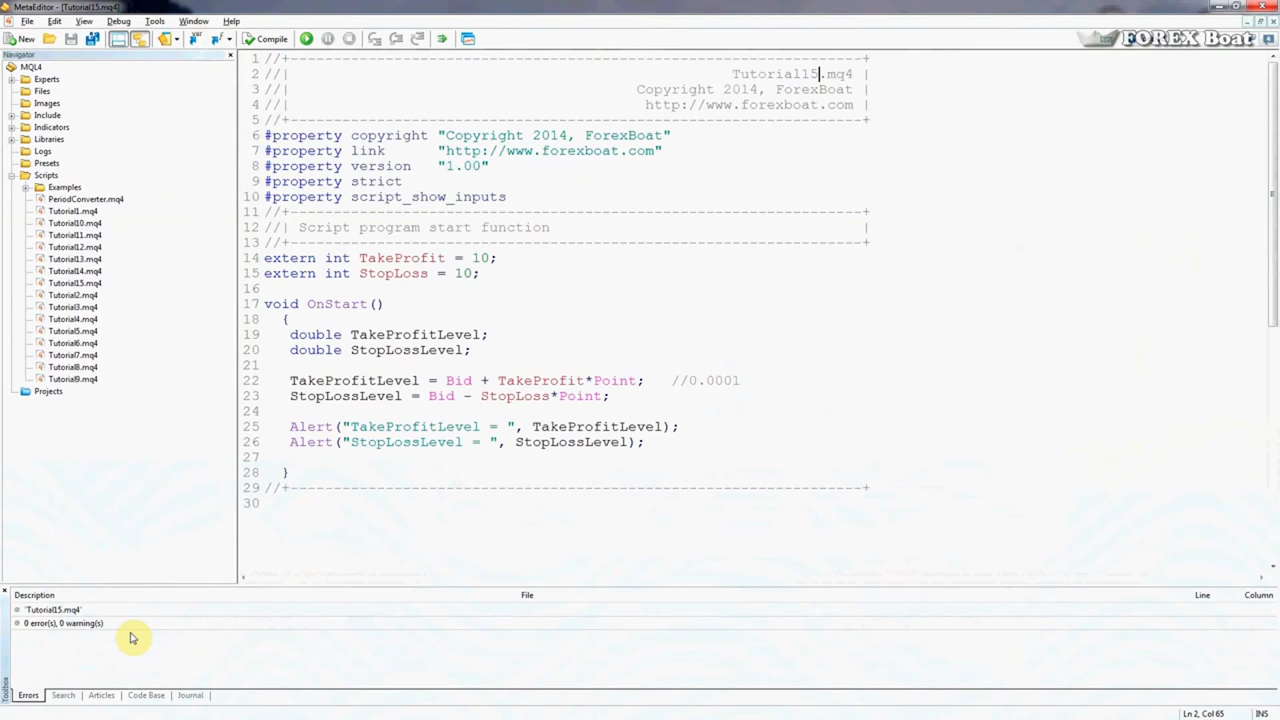 MetaEditor - [Tutorial15.mq4]
File Edit View Debug Tools Window Help
New Compile FOREX Boat
Navigator
MQL4
Experts
Files
Images
Include
Indicators
Libraries
Logs
Presets
Scripts
Examples
PeriodConverter.mq4
Tutorial1.mq4
Tutorial10.mq4
Tutorial11.mq4
Tutorial12.mq4
Tutorial13.mq4
Tutorial14.mq4
Tutorial15.mq4
Tutorial2.mq4
Tutorial3.mq4
Tutorial4.mq4
Tutorial5.mq4
Tutorial6.mq4
Tutorial7.mq4
Tutorial8.mq4
Tutorial9.mq4
Projects
1 //+------------------------------------------------------------------+
2 //| Tutorial15.mq4 |
3 //| Copyright 2014, ForexBoat |
4 //| http://www.forexboat.com |
5 //+------------------------------------------------------------------+
6 #property copyright "Copyright 2014, ForexBoat"
7 #property link "http://www.forexboat.com"
8 #property version "1.00"
9 #property strict
10 #property script_show_inputs
11 //+------------------------------------------------------------------+
12 //| Script program start function |
13 //+------------------------------------------------------------------+
14 extern int TakeProfit = 10;
15 extern int StopLoss = 10;
16
17 void OnStart()
18 {
19 double TakeProfitLevel;
20 double StopLossLevel;
21
22 TakeProfitLevel = Bid + TakeProfit*Point; //0.0001
23 StopLossLevel = Bid - StopLoss*Point;
24
25 Alert("TakeProfitLevel = ", TakeProfitLevel);
26 Alert("StopLossLevel = ", StopLossLevel);
27
28 }
29 //+------------------------------------------------------------------+
30
Description File Line Column
'Tutorial15.mq4'
0 error(s), 0 warning(s)
Toolbox
Errors Search Articles Code Base Journal
Ln 2, Col 65 INS